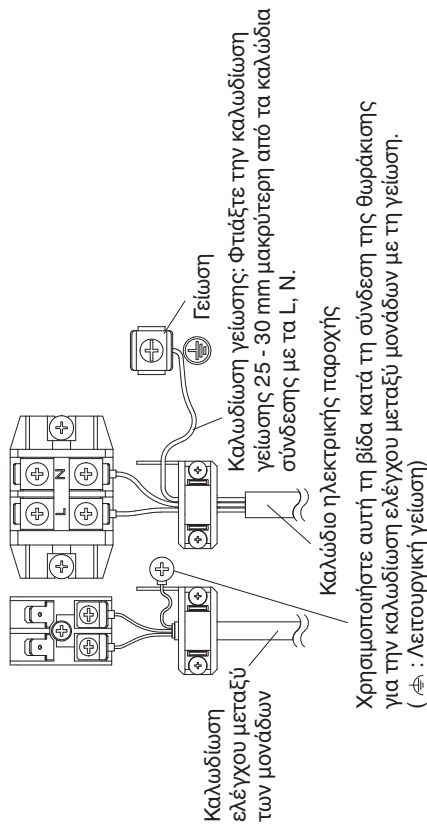 L N
Γείωση
Καλωδίωση γείωσης: Φτιάξτε την καλωδίωση
γείωσης 25 - 30 mm μακρύτερη από τα καλώδια
σύνδεσης με τα L, N.
Καλώδιο ηλεκτρικής παροχής
Καλωδίωση
ελέγχου μεταξύ
των μονάδων
Χρησιμοποιήστε αυτή τη βίδα κατά τη σύνδεση της θωράκισης
για την καλωδίωση ελέγχου μεταξύ μονάδων με τη γείωση.
( : Λειτουργική γείωση)